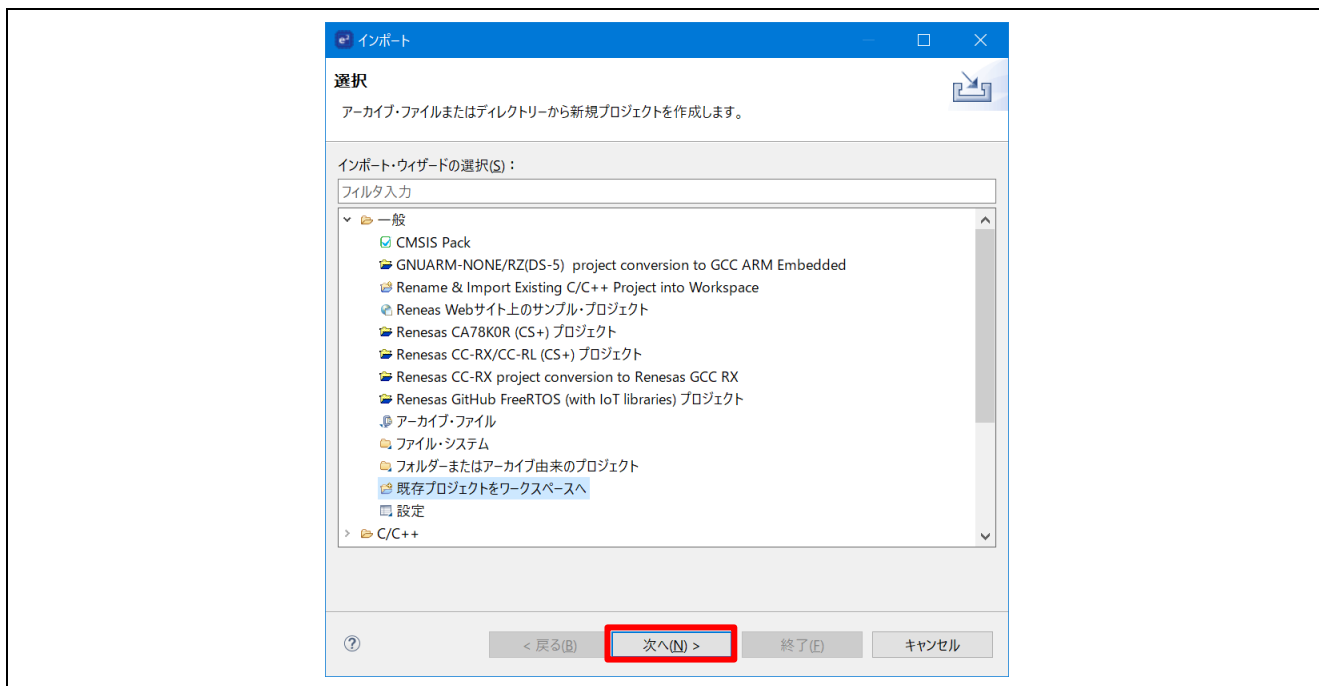 e² インポート
選択
アーカイブ・ファイルまたはディレクトリーから新規プロジェクトを作成します。
インポート・ウィザードの選択(S):
フィルタ入力
一般
CMSIS Pack
GNUARM-NONE/RZ(DS-5) project conversion to GCC ARM Embedded
Rename & Import Existing C/C++ Project into Workspace
Reneas Webサイト上のサンプル・プロジェクト
Renesas CA78K0R (CS+) プロジェクト
Renesas CC-RX/CC-RL (CS+) プロジェクト
Renesas CC-RX project conversion to Renesas GCC RX
Renesas GitHub FreeRTOS (with IoT libraries) プロジェクト
アーカイブ・ファイル
ファイル・システム
フォルダーまたはアーカイブ由来のプロジェクト
既存プロジェクトをワークスペースへ
設定
C/C++
? < 戻る(B) 次へ(N) > 終了(F) キャンセル